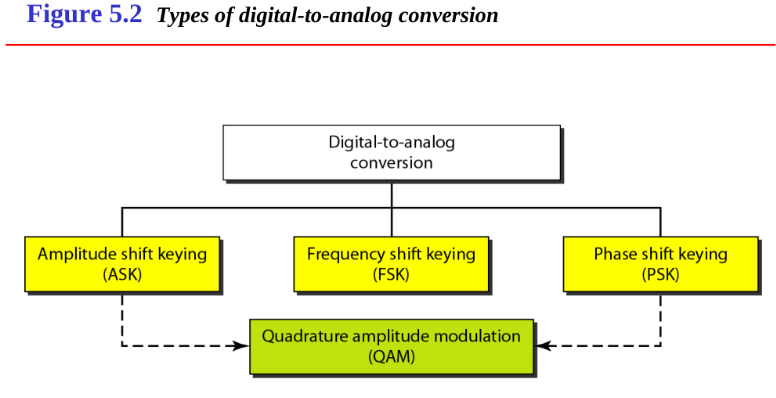 Figure 5.2 Types of digital-to-analog conversion
Digital-to-analog
conversion
Amplitude shift keying
(ASK)
Frequency shift keying
(FSK)
Phase shift keying
(PSK)
Quadrature amplitude modulation
(QAM)